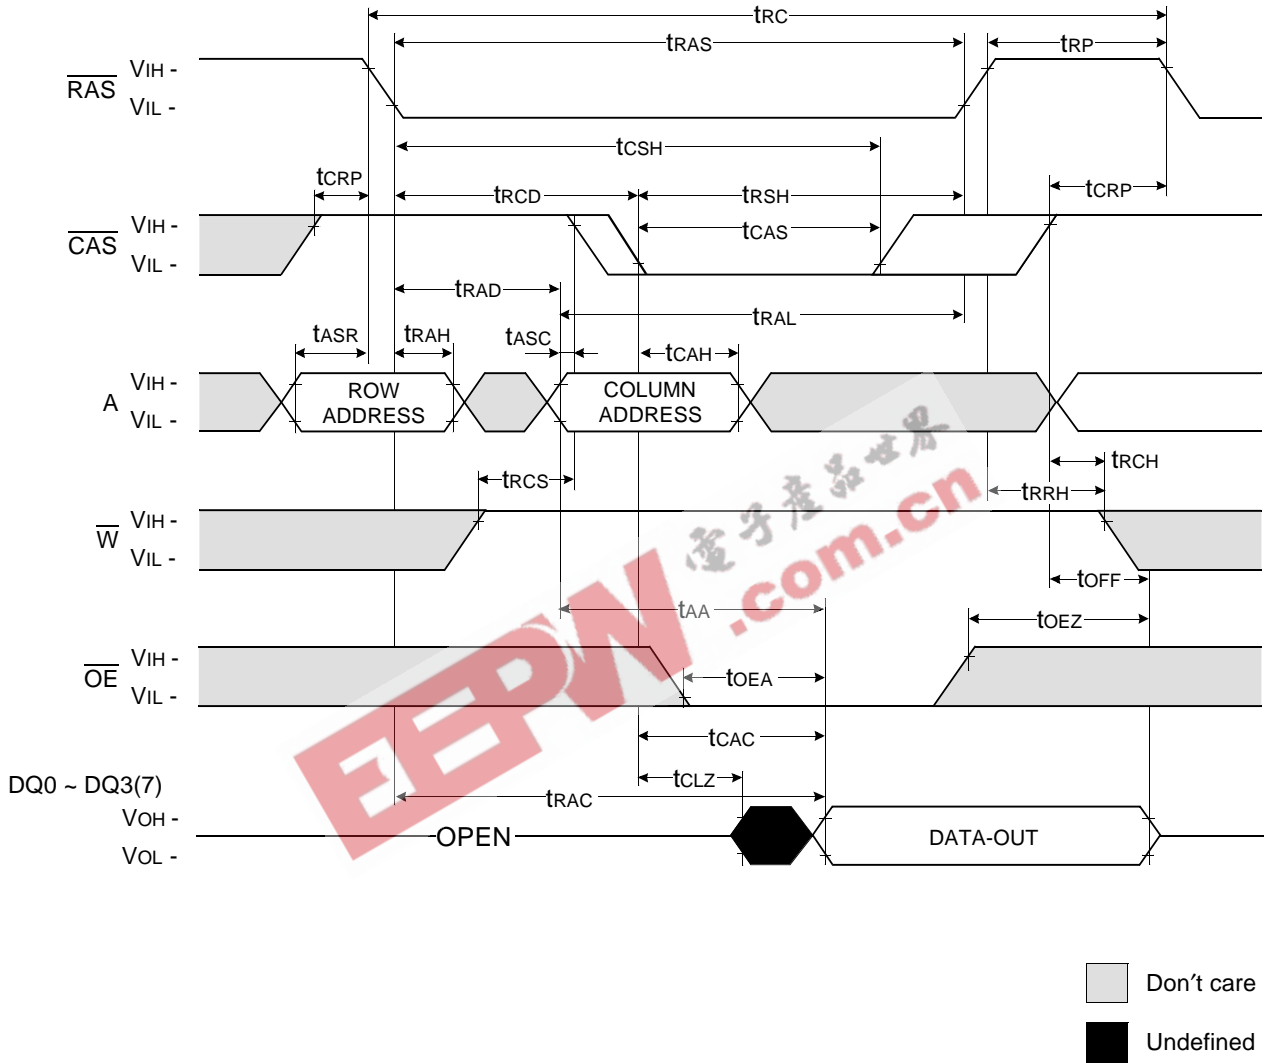 tRC
tRAS
tRP
RAS
VIH -
VIL -
tCSH
tCRP
tRCD
tRSH
tCRP
CAS
VIH -
VIL -
tCAS
tRAD
tRAL
tASR
tRAH
tASC
tCAH
A
VIH -
VIL -
ROW
ADDRESS
COLUMN
ADDRESS
tRCS
tRCH
tRRH
W
VIH -
VIL -
電子産品世界
.com.cn
EEPW
tOFF
tAA
tOEZ
OE
VIH -
VIL -
tOEA
tCAC
tCLZ
tRAC
DQ0 ~ DQ3(7)
VOH -
VOL -
OPEN
DATA-OUT
Don't care
Undefined